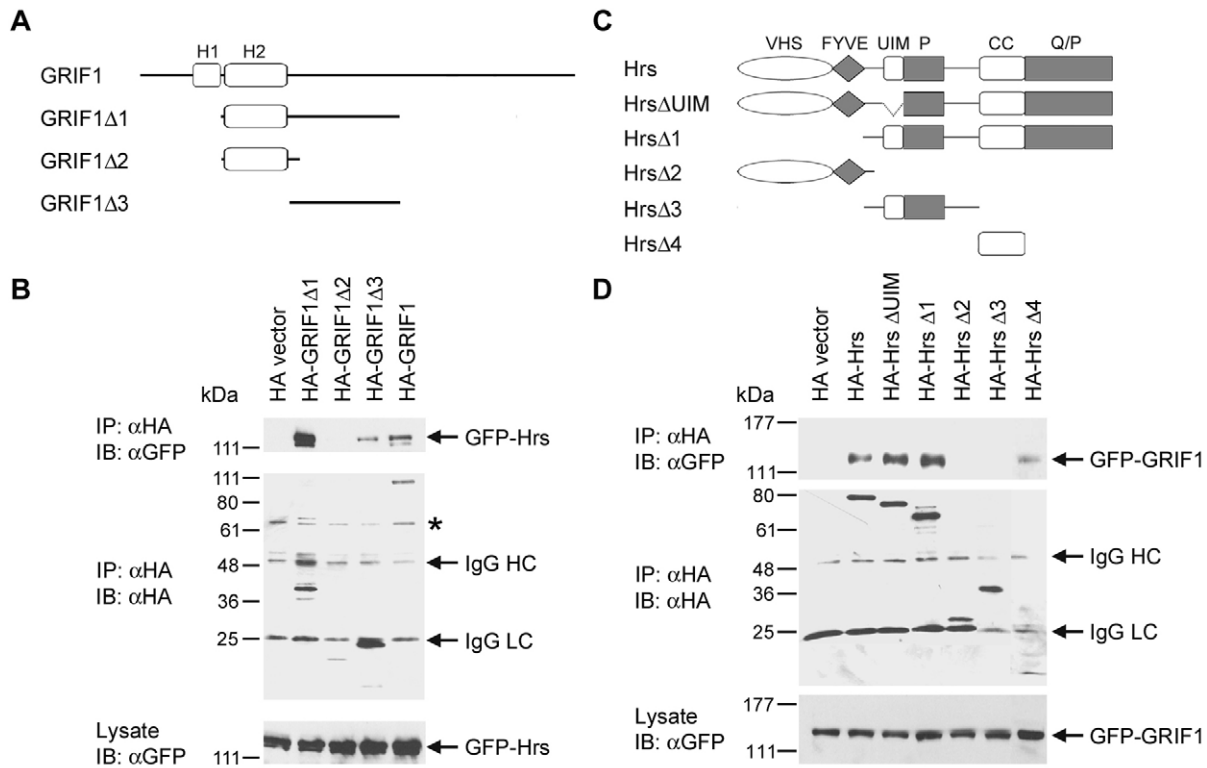 A
H1 H2
GRIF1
GRIF1Δ1
GRIF1Δ2
GRIF1Δ3
B
HA vector
HA-GRIF1Δ1
HA-GRIF1Δ2
HA-GRIF1Δ3
HA-GRIF1
kDa
IP: αHA
IB: αGFP
111
GFP-Hrs
111
80
61
48
36
25
*
IgG HC
IP: αHA
IB: αHA
IgG LC
Lysate
IB: αGFP
111
GFP-Hrs
C
VHS FYVE UIM P CC Q/P
Hrs
HrsΔUIM
HrsΔ1
HrsΔ2
HrsΔ3
HrsΔ4
D
HA vector
HA-Hrs
HA-Hrs ΔUIM
HA-Hrs Δ1
HA-Hrs Δ2
HA-Hrs Δ3
HA-Hrs Δ4
kDa
177
IP: αHA
IB: αGFP
111
GFP-GRIF1
80
61
48
36
25
IgG HC
IP: αHA
IB: αHA
IgG LC
177
Lysate
IB: αGFP
111
GFP-GRIF1